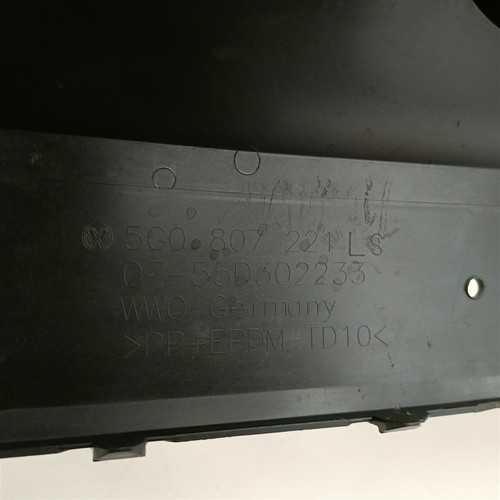 5G0 807 221 LS
07-55D302233
WWO Germany
>PP+EPDM TD10<